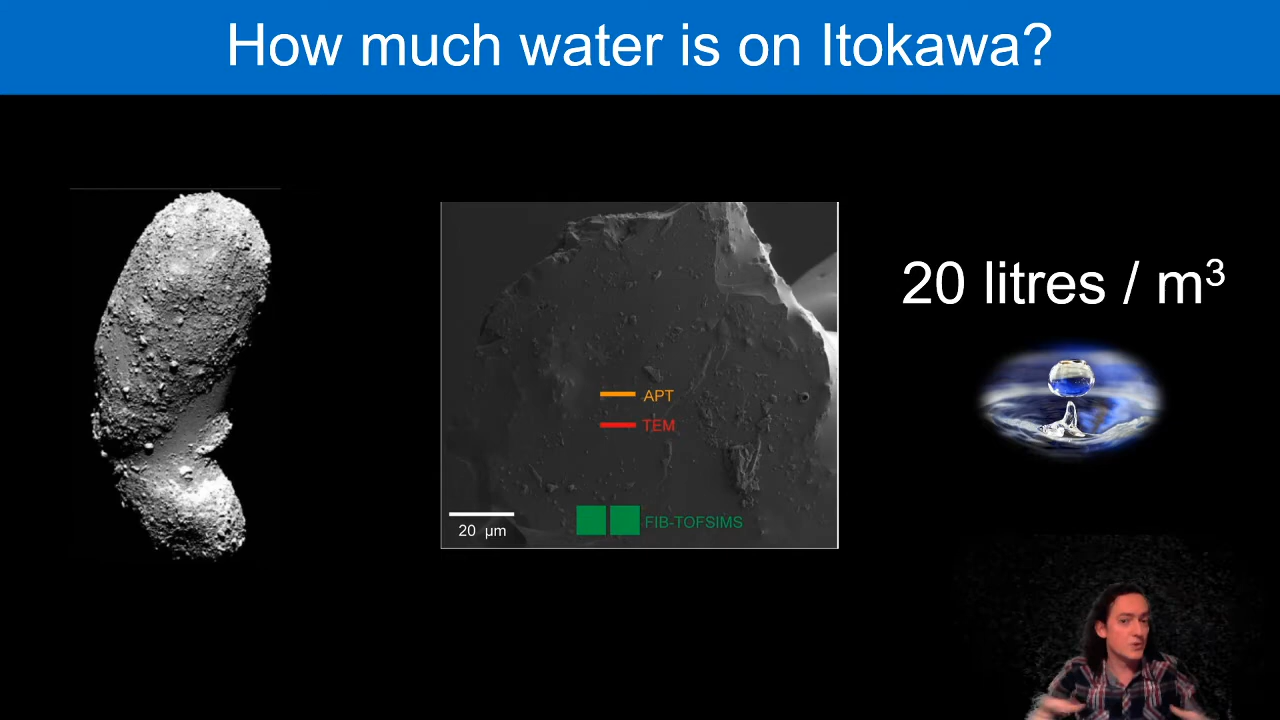 How much water is on Itokawa?
20 litres / m³
APT
TEM
20 µm
FIB-TOFSIMS